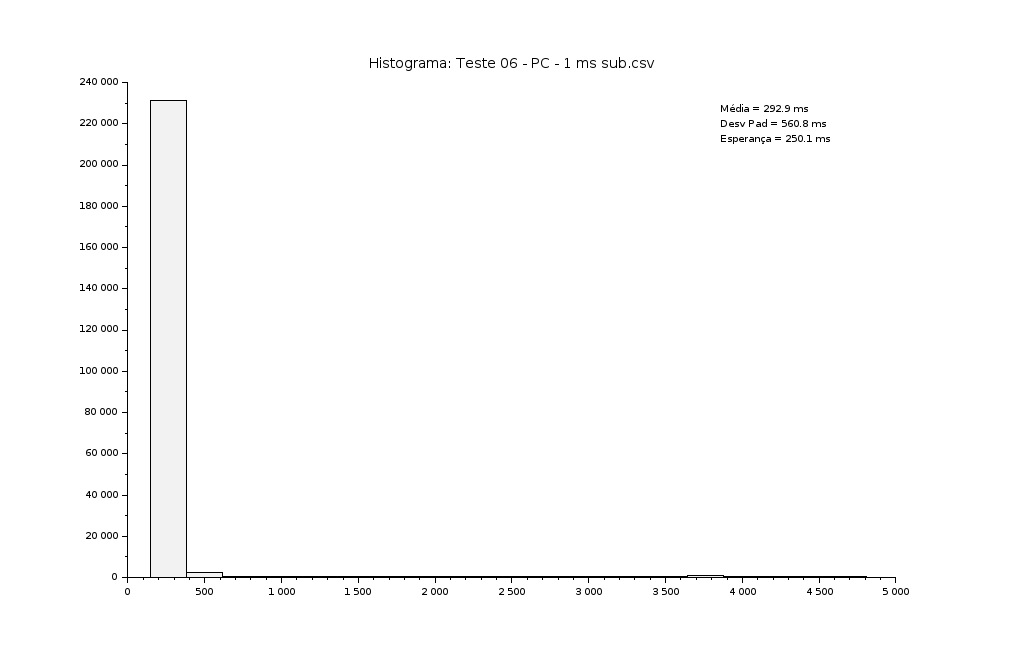 Histograma: Teste 06 - PC - 1 ms sub.csv
240 000
220 000
200 000
180 000
160 000
140 000
120 000
100 000
80 000
60 000
40 000
20 000
0
Média = 292.9 ms
Desv Pad = 560.8 ms
Esperança = 250.1 ms
0 500 1 000 1 500 2 000 2 500 3 000 3 500 4 000 4 500 5 000